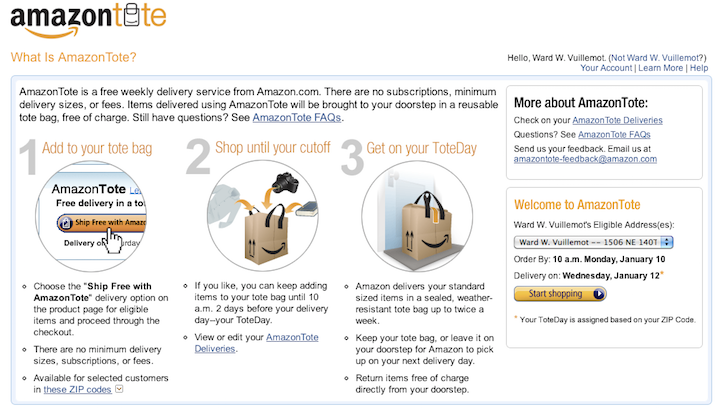 amazontote
What Is AmazonTote?
Hello, Ward W. Vuillemot. (Not Ward W. Vuillemot?)
Your Account | Learn More | Help
AmazonTote is a free weekly delivery service from Amazon.com. There are no subscriptions, minimum
delivery sizes, or fees. Items delivered using AmazonTote will be brought to your doorstep in a reusable
tote bag, free of charge. Still have questions? See AmazonTote FAQs.
1 Add to your tote bag
AmazonTote Le
Free delivery in a to
Ship Free with Amazo
Delivery on urday
Choose the "Ship Free with
AmazonTote" delivery option on
the product page for eligible
items and proceed through the
checkout.
There are no minimum delivery
sizes, subscriptions, or fees.
Available for selected customers
in these ZIP codes
2 Shop until your cutoff
If you like, you can keep adding
items to your tote bag until 10
a.m. 2 days before your delivery
day--your ToteDay.
View or edit your AmazonTote
Deliveries.
3 Get on your ToteDay
Amazon delivers your standard
sized items in a sealed, weather-
resistant tote bag up to twice a
week.
Keep your tote bag, or leave it on
your doorstep for Amazon to pick
up on your next delivery day.
Return items free of charge
directly from your doorstep.
More about AmazonTote:
Check on your AmazonTote Deliveries
Questions? See AmazonTote FAQs
Send us your feedback. Email us at
amazontote-feedback@amazon.com
Welcome to AmazonTote
Ward W. Vuillemot's Eligible Address(es):
Ward W. Vuillemot -- 1506 NE 140T
Order By: 10 a.m. Monday, January 10
Delivery on: Wednesday, January 12*
Start shopping
* Your ToteDay is assigned based on your ZIP Code.